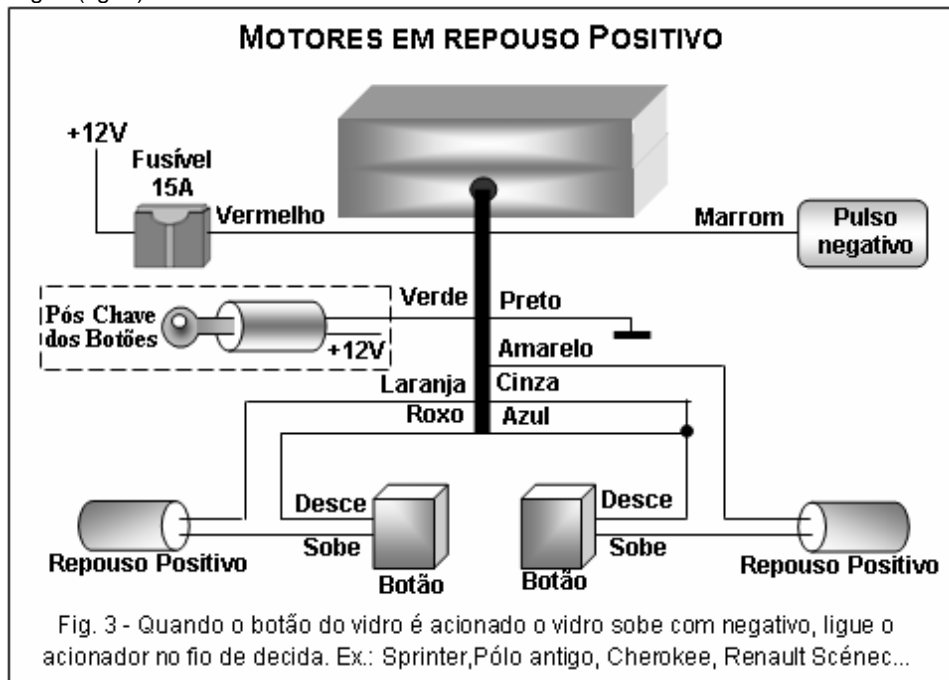 MOTORES EM REPOUSO POSITIVO
+12V
Fusível
15A
Vermelho
Marrom
Pulso
negativo
Verde
Preto
Pós Chave
dos Botões
+12V
Amarelo
Laranja
Cinza
Roxo
Azul
Desce
Sobe
Botão
Repouso Positivo
Desce
Sobe
Botão
Repouso Positivo
Fig. 3 - Quando o botão do vidro é acionado o vidro sobe com negativo, ligue o
acionador no fio de decida. Ex.: Sprinter,Pólo antigo, Cherokee, Renault Scénec...